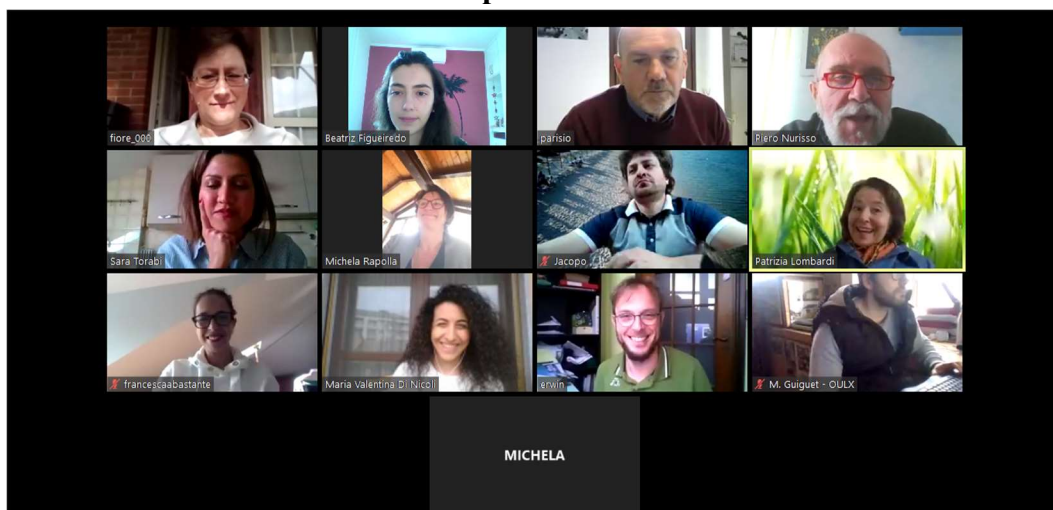 fiore_000
Beatriz Figueiredo
parisio
Piero Nurisso
Sara Torabi
Michela Rapolla
Jacopo
Patrizia Lombardi
francescaabastante
Maria Valentina Di Nicoli
erwin
M. Guiguet - OULX
MICHELA